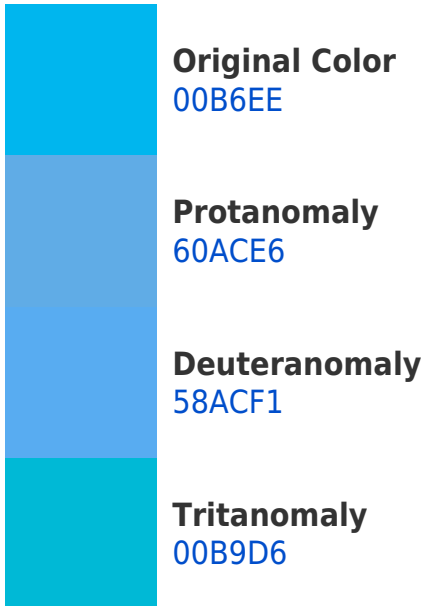 Original Color
00B6EE
Protanomaly
60ACE6
Deuteranomaly
58ACF1
Tritanomaly
00B9D6